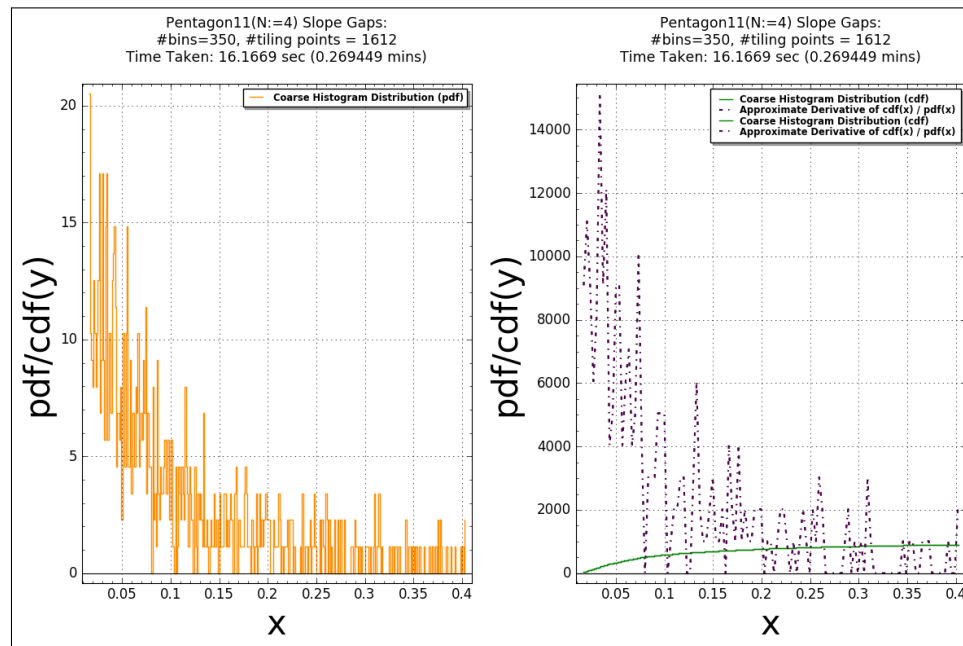 Pentagon11(N:=4) Slope Gaps:
#bins=350, #tiling points = 1612
Time Taken: 16.1669 sec (0.269449 mins)
Coarse Histogram Distribution (pdf)
20
15
10
5
0
pdf/cdf(y)
0.05 0.1 0.15 0.2 0.25 0.3 0.35 0.4
x
Pentagon11(N:=4) Slope Gaps:
#bins=350, #tiling points = 1612
Time Taken: 16.1669 sec (0.269449 mins)
Coarse Histogram Distribution (cdf)
Approximate Derivative of cdf(x) / pdf(x)
Coarse Histogram Distribution (cdf)
Approximate Derivative of cdf(x) / pdf(x)
14000
12000
10000
8000
6000
4000
2000
0
pdf/cdf(y)
0.05 0.1 0.15 0.2 0.25 0.3 0.35 0.4
x